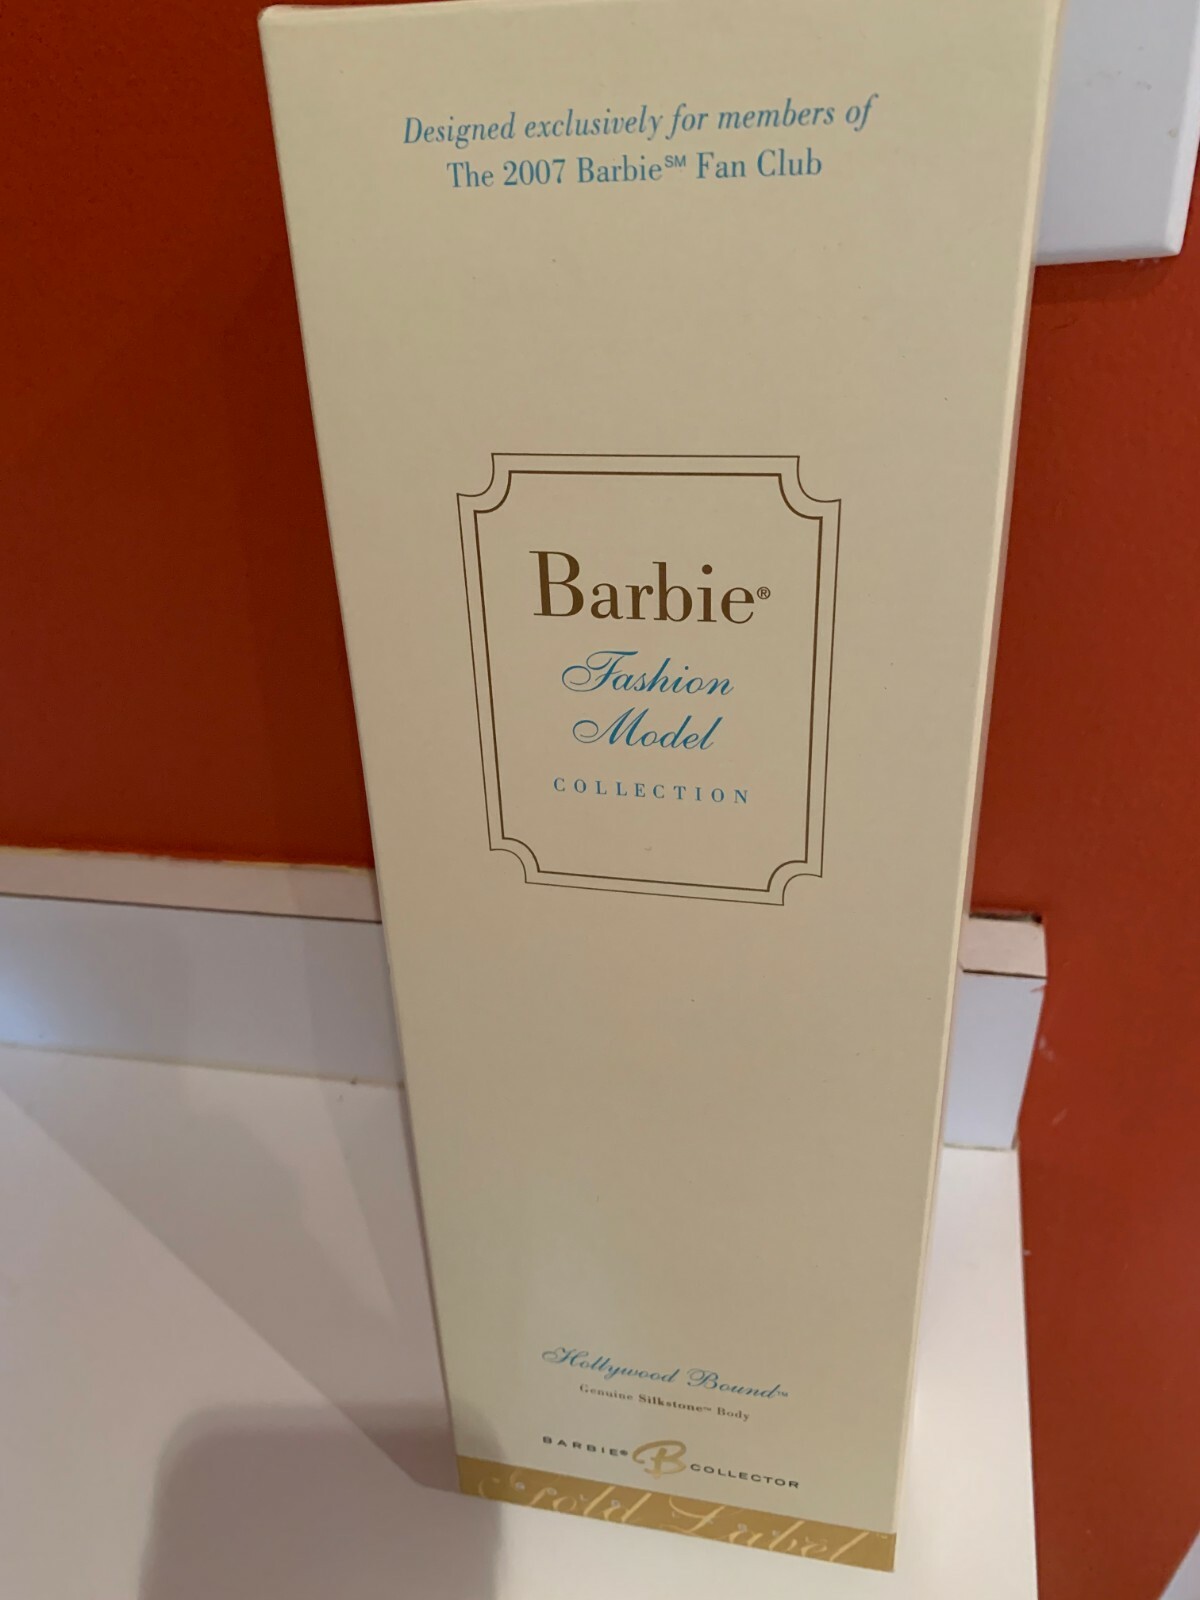 Designed exclusively for members of
The 2007 Barbie℠ Fan Club
Barbie®
Fashion
Model
COLLECTION
Hollywood Bound™
Genuine Silkstone™ Body
BARBIE® B COLLECTOR
Gold Label